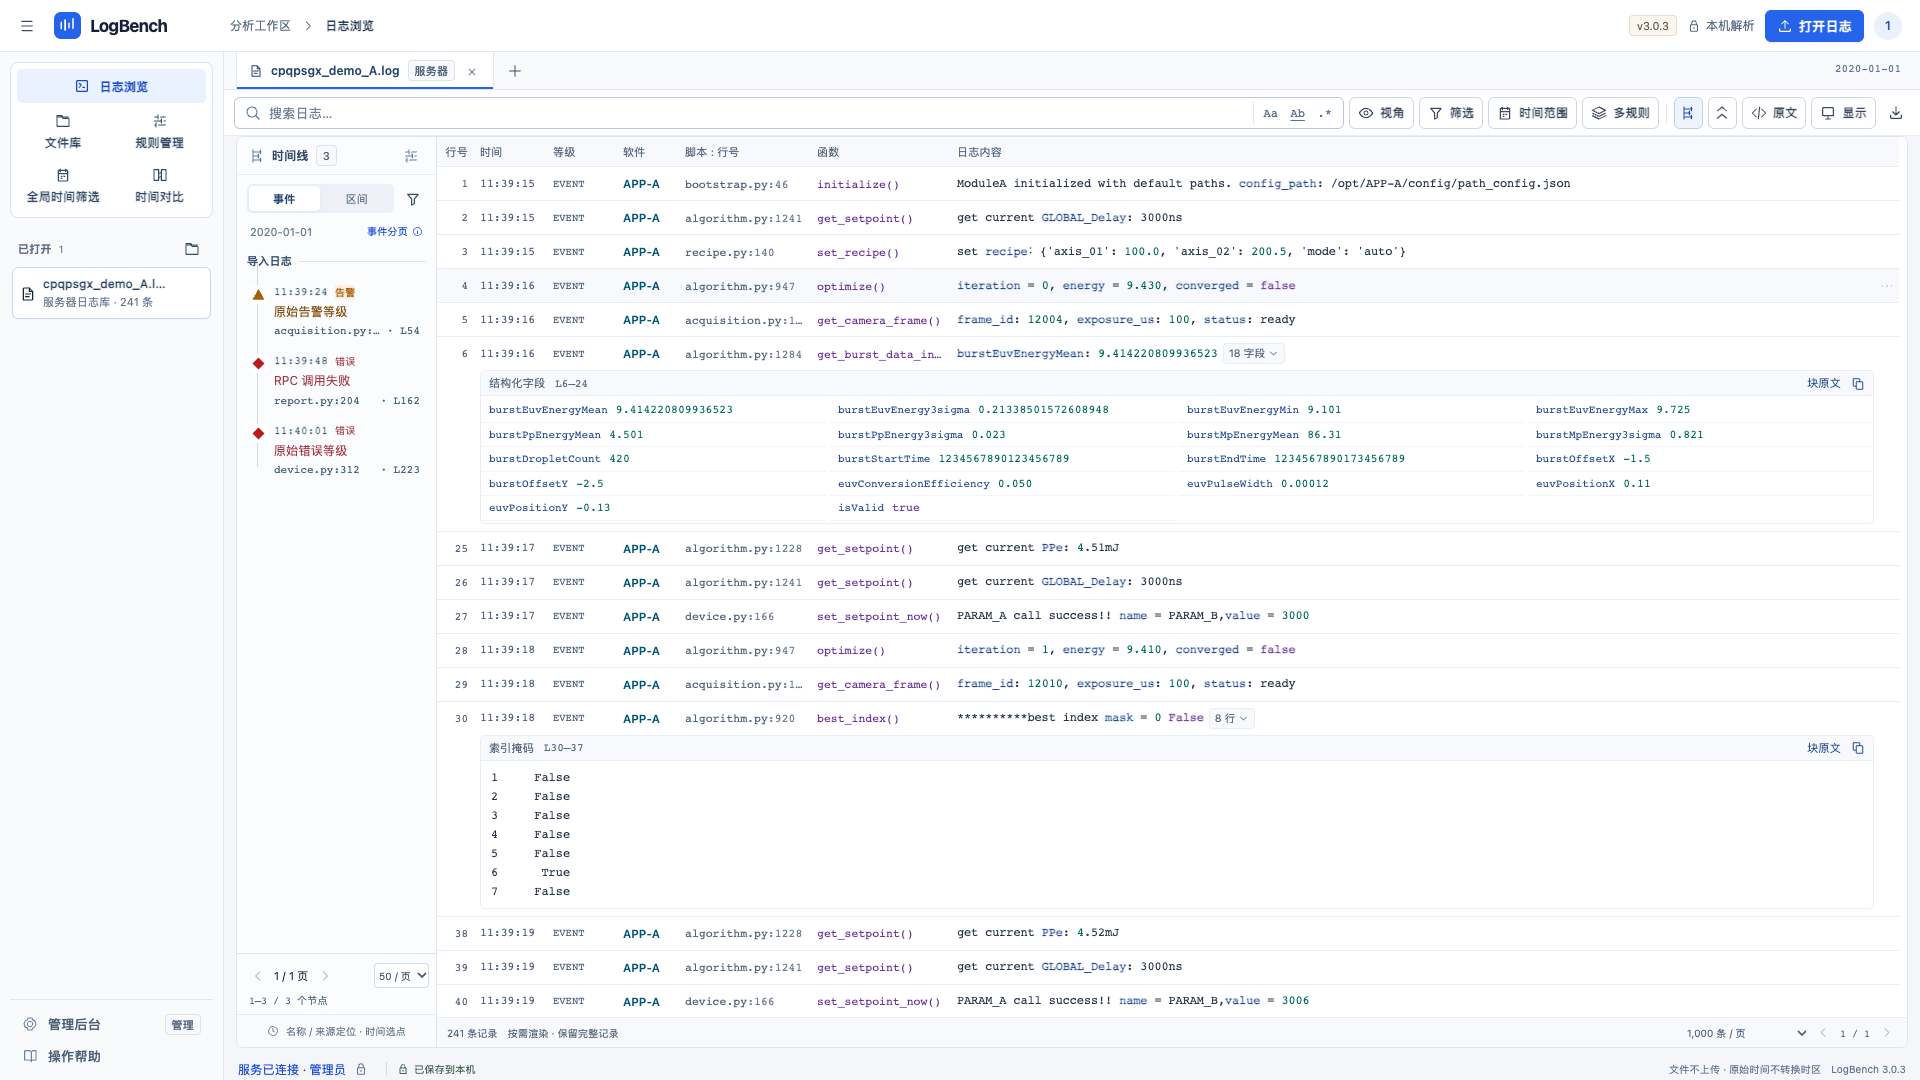 LogBench
分析工作区 > 日志浏览
v3.0.3
本机解析
打开日志
1
日志浏览
文件库
规则管理
全局时间筛选
时间对比
已打开 1
cpqpsgx_demo_A.l...
服务器日志库 · 241 条
管理后台 管理
操作帮助
cpqpsgx_demo_A.log 服务器 × +
2020-01-01
搜索日志...
Aa Ab .*
视角
筛选
时间范围
多规则
原文
显示
时间线 3
事件 区间
2020-01-01 事件分页
导入日志
11:39:24 告警
原始告警等级
acquisition.py:… · L54
11:39:48 错误
RPC 调用失败
report.py:204 · L162
11:40:01 错误
原始错误等级
device.py:312 · L223
1 / 1 页
50 / 页
1–3 / 3 个节点
名称 / 来源定位 · 时间选点
行号 时间 等级 软件 脚本 : 行号 函数 日志内容
1 11:39:15 EVENT APP-A bootstrap.py:46 initialize() ModuleA initialized with default paths. config_path: /opt/APP-A/config/path_config.json
2 11:39:15 EVENT APP-A algorithm.py:1241 get_setpoint() get current GLOBAL_Delay: 3000ns
3 11:39:15 EVENT APP-A recipe.py:140 set_recipe() set recipe: {'axis_01': 100.0, 'axis_02': 200.5, 'mode': 'auto'}
4 11:39:16 EVENT APP-A algorithm.py:947 optimize() iteration = 0, energy = 9.430, converged = false ...
5 11:39:16 EVENT APP-A acquisition.py:1… get_camera_frame() frame_id: 12004, exposure_us: 100, status: ready
6 11:39:16 EVENT APP-A algorithm.py:1284 get_burst_data_in… burstEuvEnergyMean: 9.414220809936523 18 字段
结构化字段 L6–24 块原文
burstEuvEnergyMean 9.414220809936523 burstEuvEnergy3sigma 0.21338501572608948 burstEuvEnergyMin 9.101 burstEuvEnergyMax 9.725
burstPpEnergyMean 4.501 burstPpEnergy3sigma 0.023 burstMpEnergyMean 86.31 burstMpEnergy3sigma 0.821
burstDropletCount 420 burstStartTime 1234567890123456789 burstEndTime 1234567890173456789 burstOffsetX -1.5
burstOffsetY -2.5 euvConversionEfficiency 0.050 euvPulseWidth 0.00012 euvPositionX 0.11
euvPositionY -0.13 isValid true
25 11:39:17 EVENT APP-A algorithm.py:1228 get_setpoint() get current PPe: 4.51mJ
26 11:39:17 EVENT APP-A algorithm.py:1241 get_setpoint() get current GLOBAL_Delay: 3000ns
27 11:39:17 EVENT APP-A device.py:166 set_setpoint_now() PARAM_A call success!! name = PARAM_B,value = 3000
28 11:39:18 EVENT APP-A algorithm.py:947 optimize() iteration = 1, energy = 9.410, converged = false
29 11:39:18 EVENT APP-A acquisition.py:1… get_camera_frame() frame_id: 12010, exposure_us: 100, status: ready
30 11:39:18 EVENT APP-A algorithm.py:920 best_index() **********best index mask = 0 False 8 行
索引掩码 L30–37 块原文
1 False
2 False
3 False
4 False
5 False
6 True
7 False
38 11:39:19 EVENT APP-A algorithm.py:1228 get_setpoint() get current PPe: 4.52mJ
39 11:39:19 EVENT APP-A algorithm.py:1241 get_setpoint() get current GLOBAL_Delay: 3000ns
40 11:39:19 EVENT APP-A device.py:166 set_setpoint_now() PARAM_A call success!! name = PARAM_B,value = 3006
241 条记录 按需渲染 · 保留完整记录
1,000 条 / 页
1 / 1
服务已连接 · 管理员
已保存到本机
文件不上传 · 原始时间不转换时区 LogBench 3.0.3